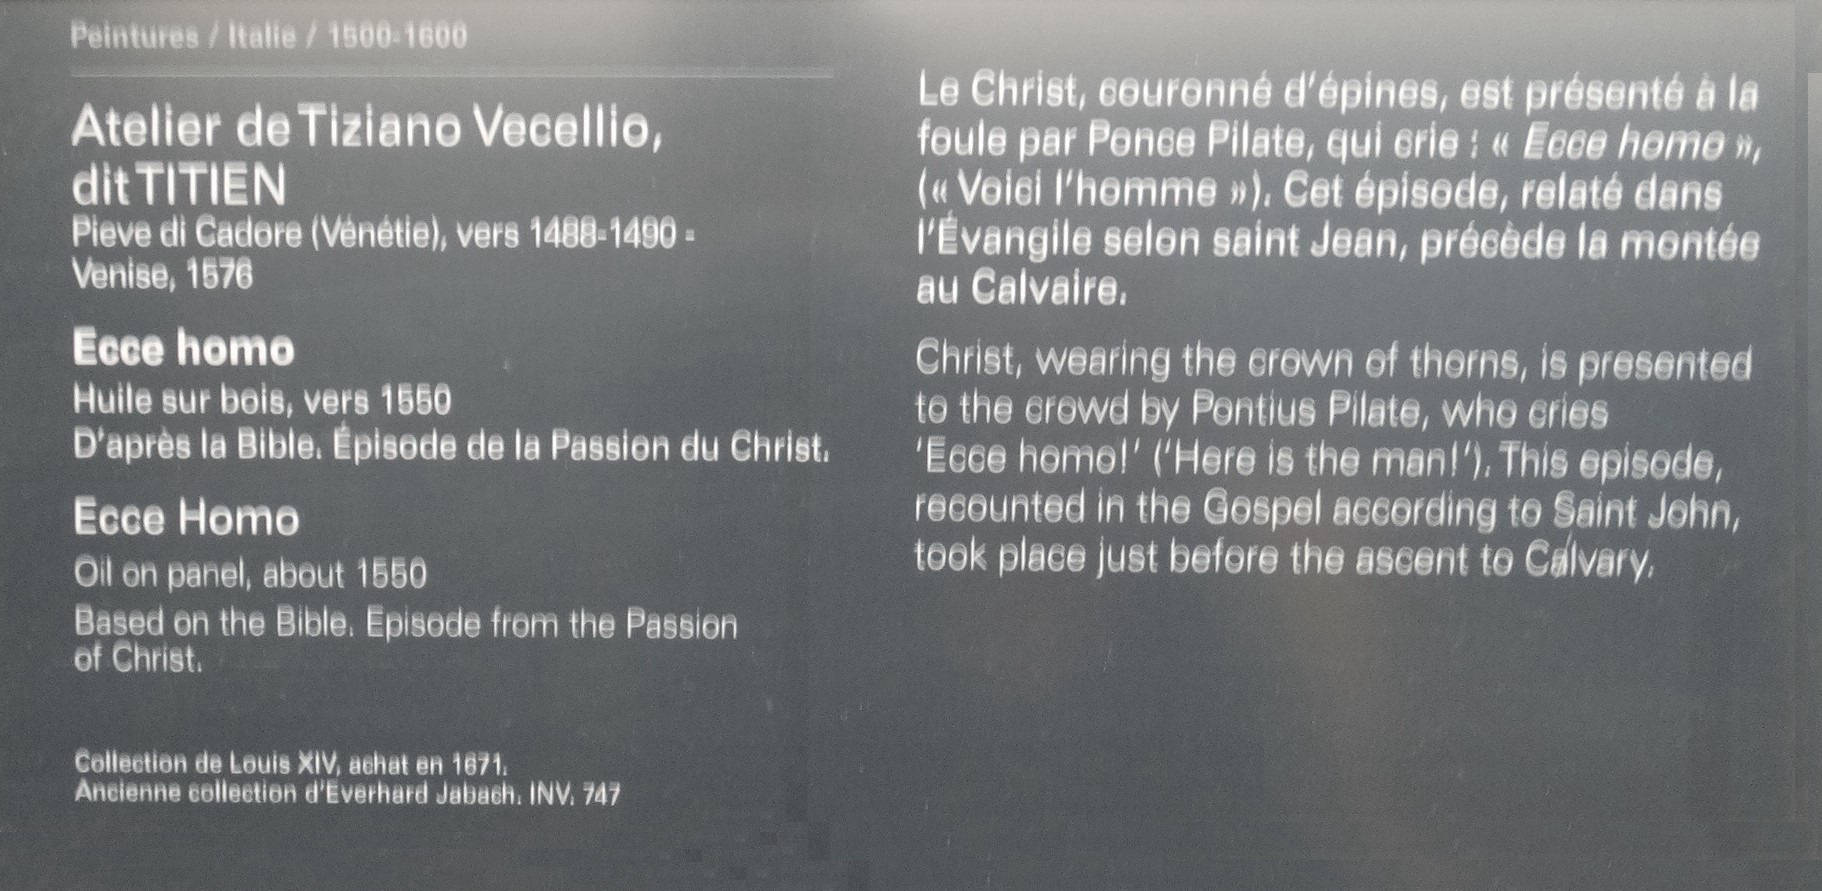 Peintures / Italie / 1500-1600
Atelier de Tiziano Vecellio,
dit TITIEN
Pieve di Cadore (Vénétie), vers 1488-1490 -
Venise, 1576
Ecce homo
Huile sur bois, vers 1550
D'après la Bible. Épisode de la Passion du Christ.
Ecce Homo
Oil on panel, about 1550
Based on the Bible. Episode from the Passion
of Christ.
Collection de Louis XIV, achat en 1671.
Ancienne collection d'Everhard Jabach. INV. 747
Le Christ, couronné d'épines, est présenté à la
foule par Ponce Pilate, qui crie : « Ecce homo »,
(« Voici l'homme »). Cet épisode, relaté dans
l'Évangile selon saint Jean, précède la montée
au Calvaire.
Christ, wearing the crown of thorns, is presented
to the crowd by Pontius Pilate, who cries
'Ecce homo!' ('Here is the man!'). This episode,
recounted in the Gospel according to Saint John,
took place just before the ascent to Calvary.